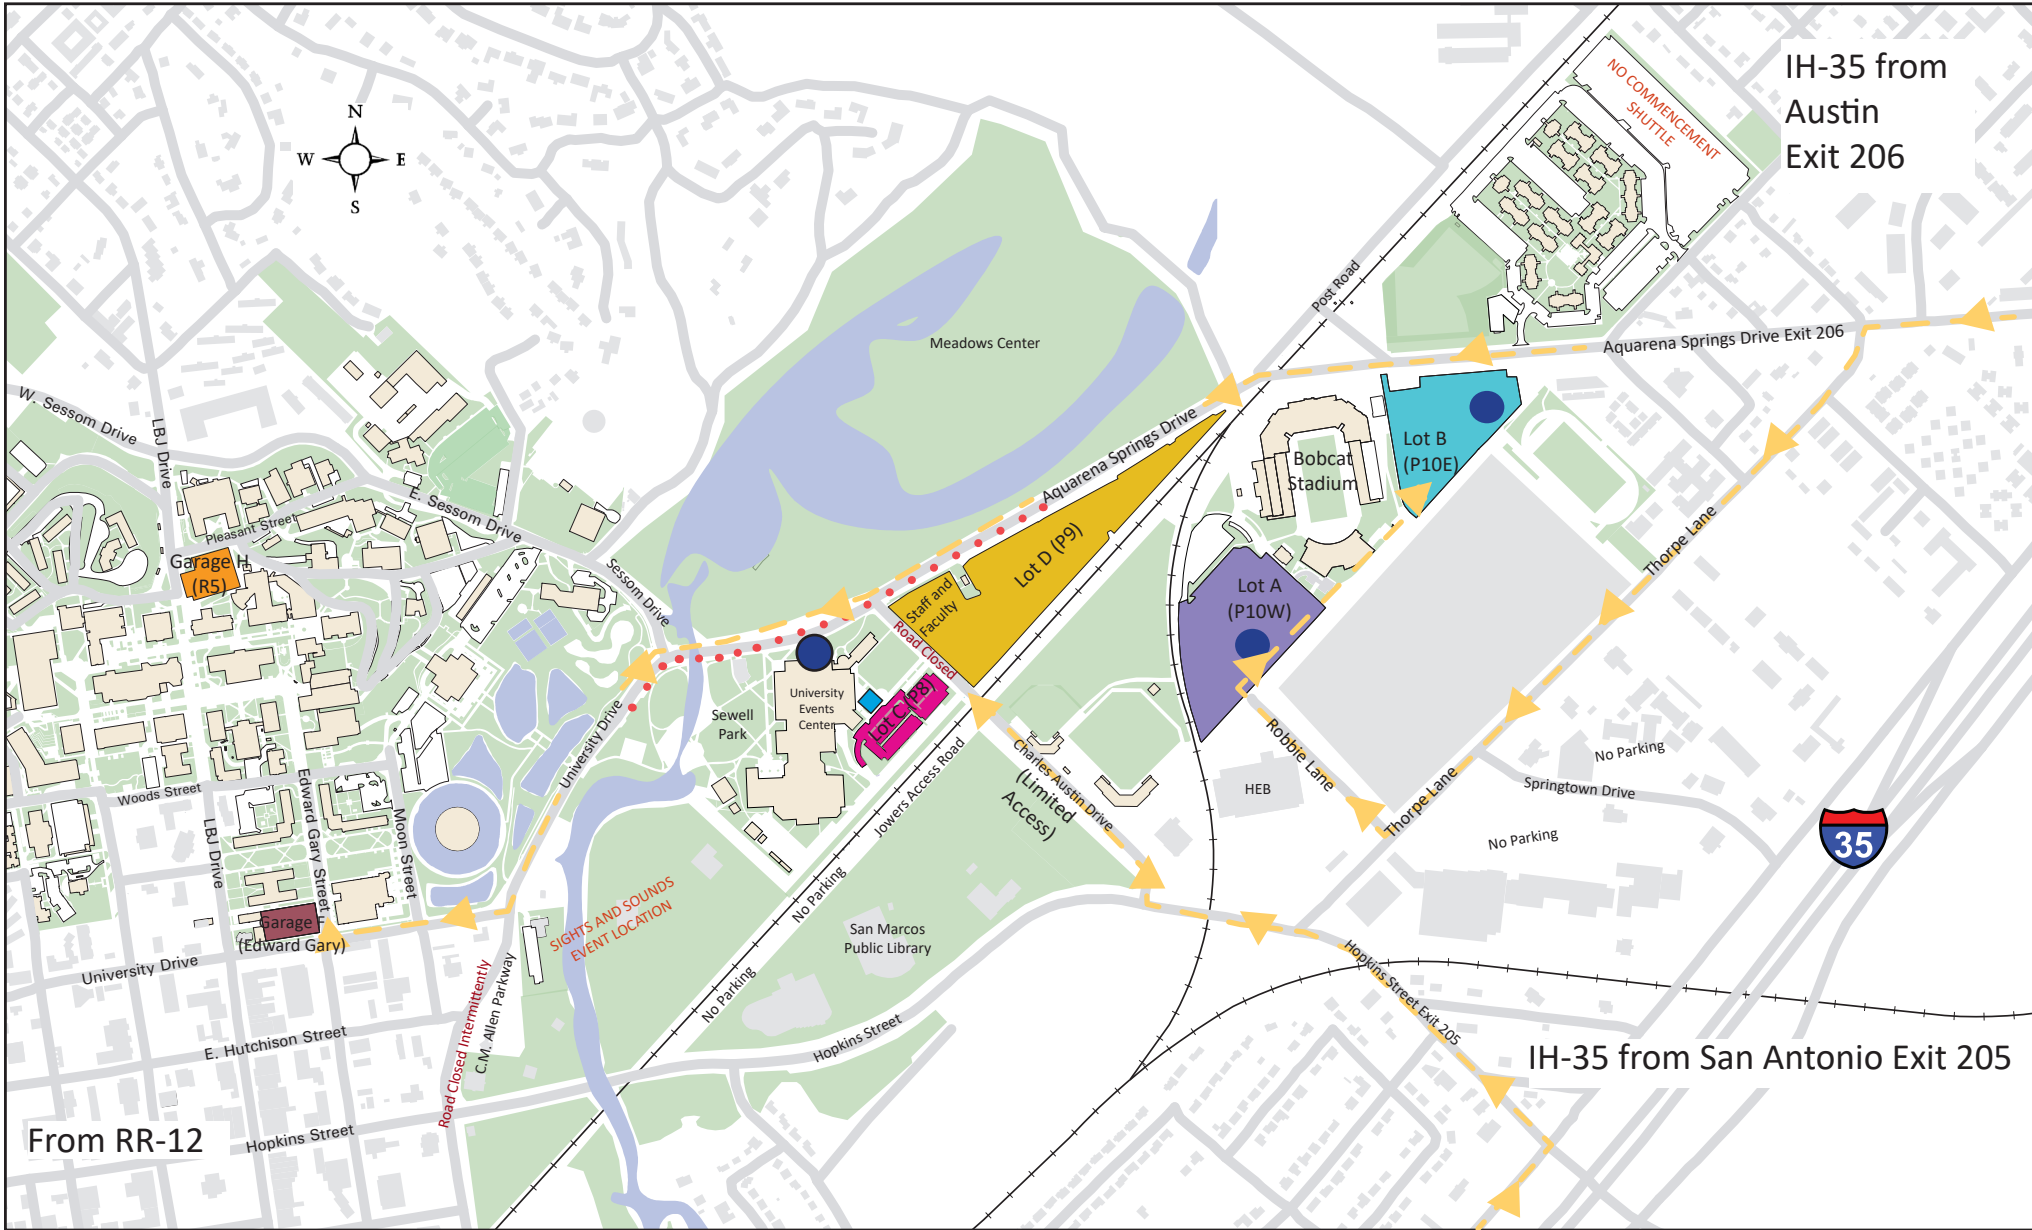 IH-35 from
Austin
Exit 206
NO COMMENCEMENT
SHUTTLE
N
W
E
S
Post Road
Meadows Center
Aquarena Springs Drive Exit 206
W. Sessom Drive
LBJ Drive
Aquarena Springs Drive
Lot B
(P10E)
Bobcat
Stadium
E. Sessom Drive
Pleasant Street
Garage H
(R5)
Sessom Drive
Lot D (P9)
Staff and
Faculty
Road Closed
Lot A
(P10W)
Thorpe Lane
University
Events
Center
Lot C (P8)
Sewell
Park
University Drive
Charles Austin Drive
(Limited
Access)
Robbie Lane
No Parking
Springtown Drive
HEB
Thorpe Lane
No Parking
35
Woods Street
LBJ Drive
Edward Gary Street
Moon Street
Jowers Access Road
No Parking
Garage F
(Edward Gary)
SIGHTS AND SOUNDS
EVENT LOCATION
San Marcos
Public Library
University Drive
Road Closed Intermittently
C.M. Allen Parkway
No Parking
Hopkins Street Exit 205
E. Hutchison Street
Hopkins Street
IH-35 from San Antonio Exit 205
From RR-12
Hopkins Street